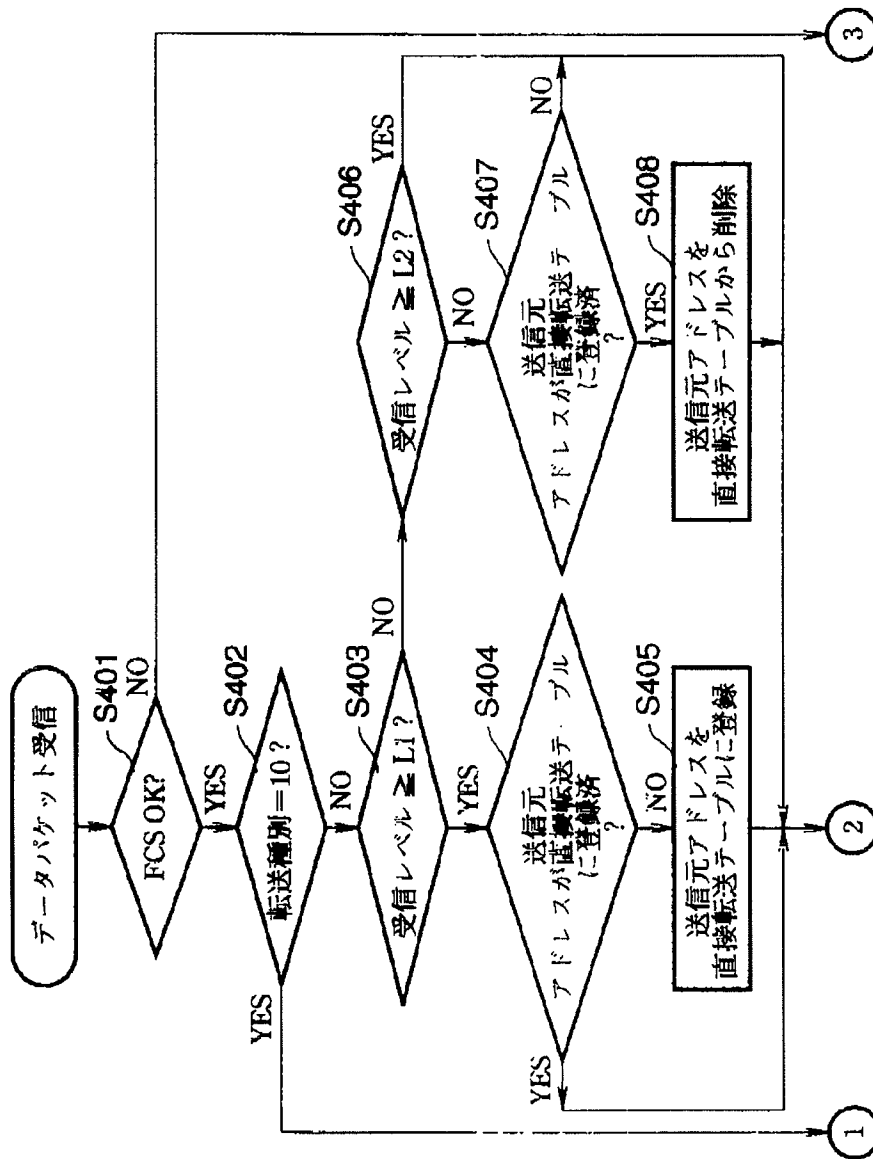 データパケット受信
S401
FCS OK?
NO
YES
S402
転送種別=10?
YES
NO
S403
受信レベル≧L1?
NO
YES
S406
受信レベル≧L2?
YES
NO
S404
送信元
アドレスが直接転送テーブル
に登録済
?
YES
NO
S407
送信元
アドレスが直接転送テーブル
に登録済
?
NO
YES
S405
送信元アドレスを
直接転送テーブルに登録
S408
送信元アドレスを
直接転送テーブルから削除
1
2
3